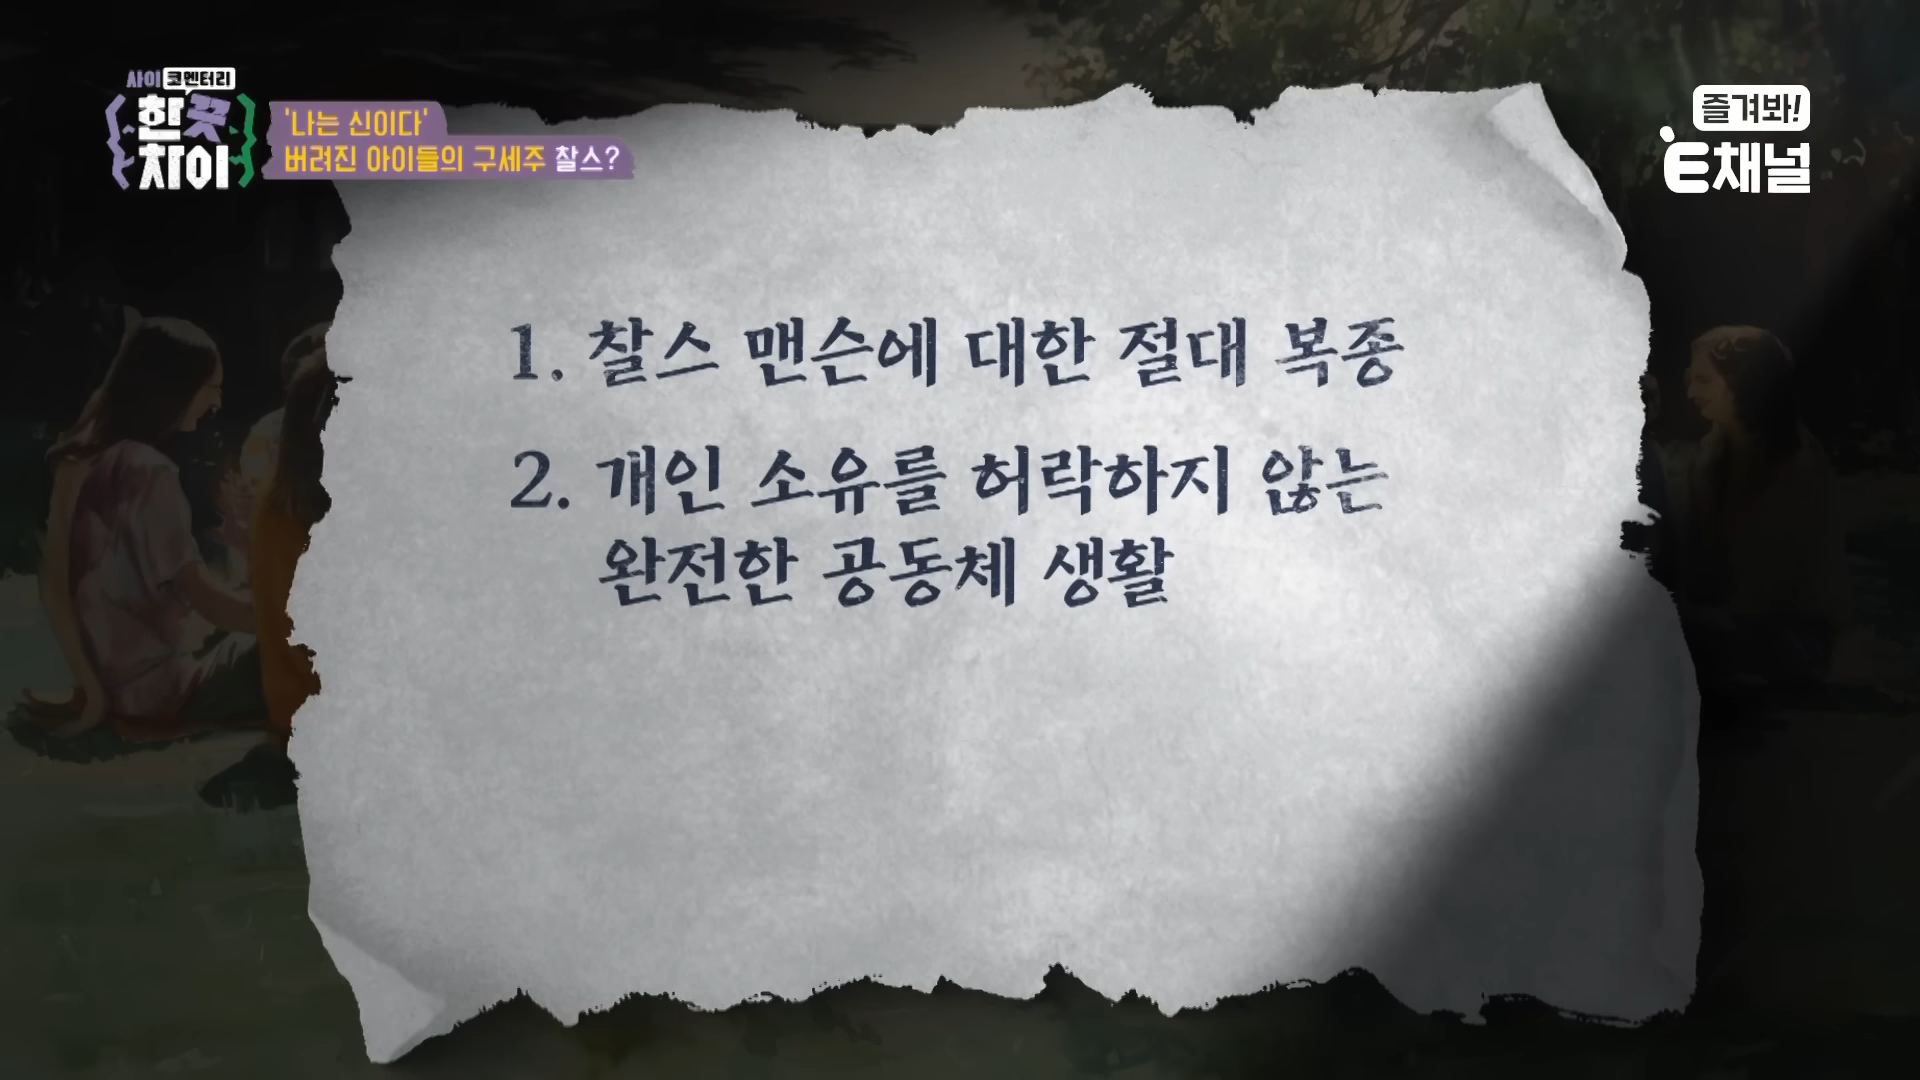 사이코멘터리
한끗
차이
'나는 신이다'
버려진 아이들의 구세주 찰스?
즐겨봐!
E채널
1. 찰스 맨슨에 대한 절대 복종
2. 개인 소유를 허락하지 않는
완전한 공동체 생활